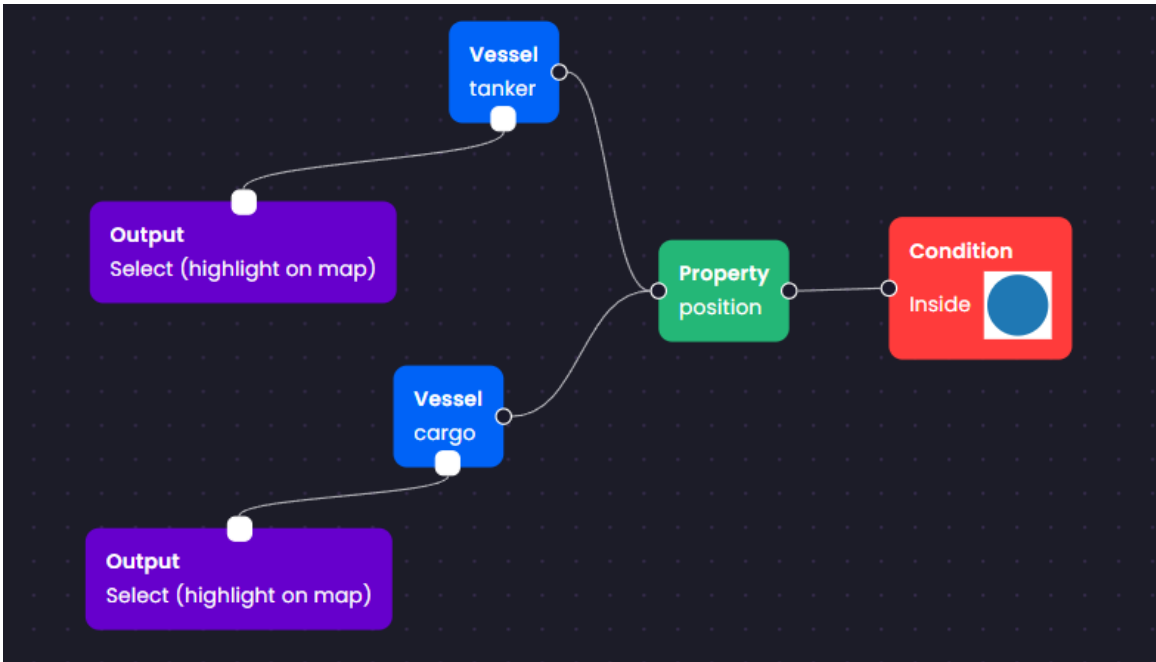 Vessel
tanker
Output
Select (highlight on map)
Property
position
Condition
Inside
Vessel
cargo
Output
Select (highlight on map)